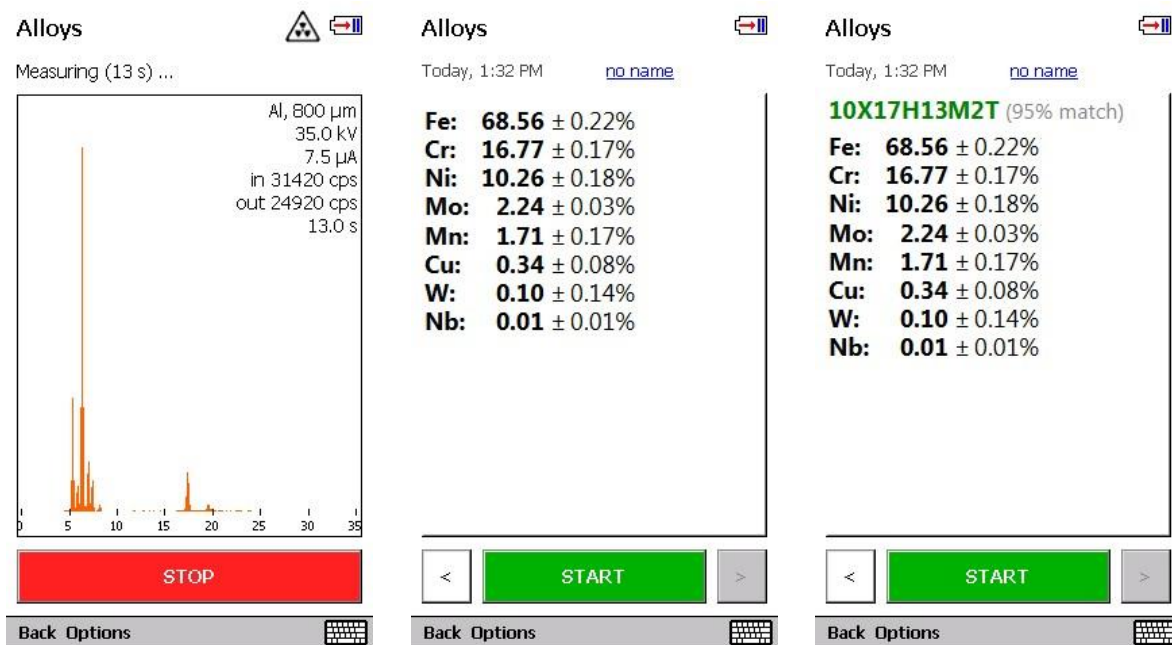 Alloys
Measuring (13 s) ...
Al, 800 µm
35.0 kV
7.5 µA
in 31420 cps
out 24920 cps
13.0 s
0 5 10 15 20 25 30 35
STOP
Back Options
Alloys
Today, 1:32 PM no name
Fe: 68.56 ± 0.22%
Cr: 16.77 ± 0.17%
Ni: 10.26 ± 0.18%
Mo: 2.24 ± 0.03%
Mn: 1.71 ± 0.17%
Cu: 0.34 ± 0.08%
W: 0.10 ± 0.14%
Nb: 0.01 ± 0.01%
< START >
Back Options
Alloys
Today, 1:32 PM no name
10Х17Н13М2Т (95% match)
Fe: 68.56 ± 0.22%
Cr: 16.77 ± 0.17%
Ni: 10.26 ± 0.18%
Mo: 2.24 ± 0.03%
Mn: 1.71 ± 0.17%
Cu: 0.34 ± 0.08%
W: 0.10 ± 0.14%
Nb: 0.01 ± 0.01%
< START >
Back Options